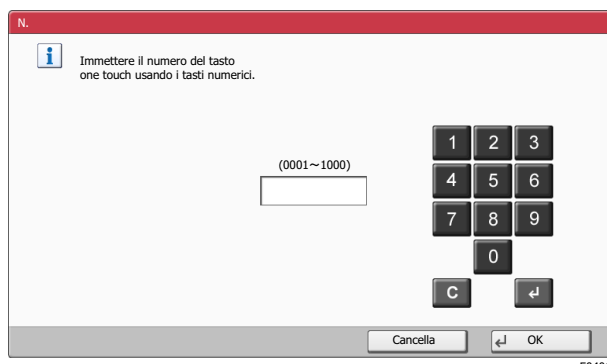 N.
i
Immettere il numero del tasto
one touch usando i tasti numerici.
(0001~1000)
1 2 3
4 5 6
7 8 9
0
C
Cancella OK